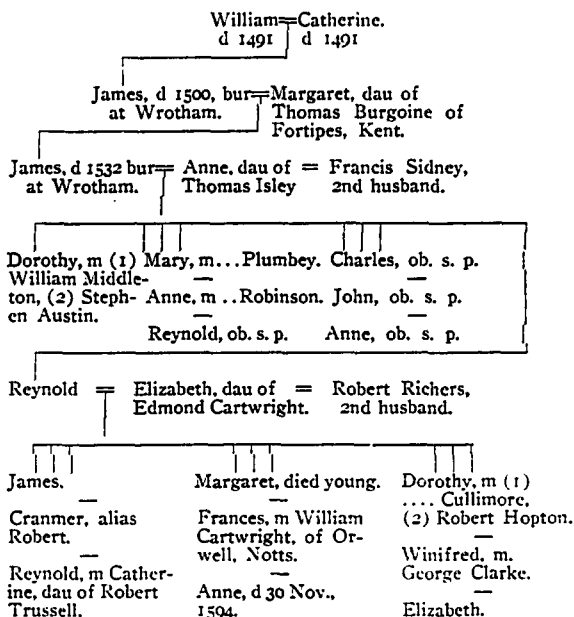 William=Catherine.
d 1491 d 1491
James, d 1500, bur=Margaret, dau of
at Wrotham. Thomas Burgoine of
Fortipes, Kent.
James, d 1532 bur= Anne, dau of = Francis Sidney,
at Wrotham. Thomas Isley 2nd husband.
Dorothy, m (1) Mary, m...Plumbey. Charles, ob. s. p.
William Middle- — —
ton, (2) Steph- Anne, m ..Robinson. John, ob. s. p.
en Austin. — —
Reynold, ob. s. p. Anne, ob. s. p.
Reynold = Elizabeth, dau of = Robert Richers,
Edmond Cartwright. 2nd husband.
James. Margaret, died young. Dorothy, m (1)
— — .... Cullimore,
Cranmer, alias Frances, m William (2) Robert Hopton.
Robert. Cartwright, of Or- —
— well, Notts. Winifred, m.
Reynold, m Cather- — George Clarke.
ine, dau of Robert Anne, d 30 Nov., —
Trussell. 1594. Elizabeth.